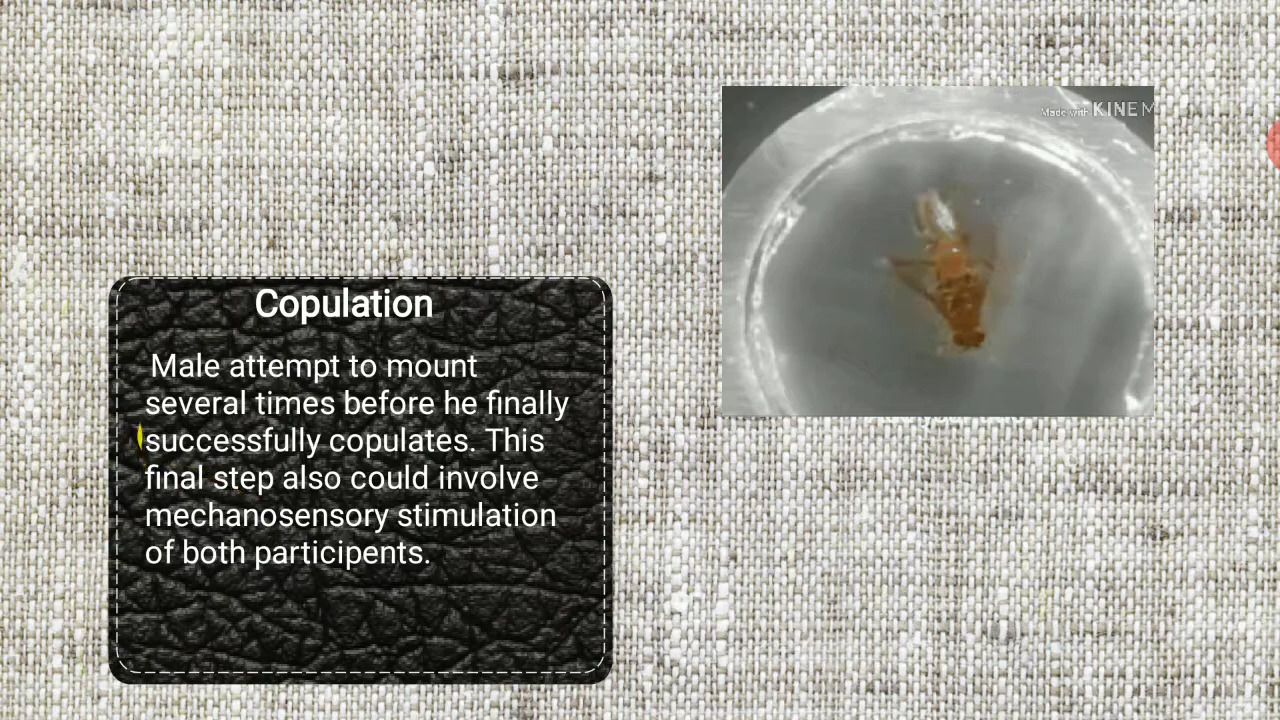 Made with KINEM
Copulation
Male attempt to mount
several times before he finally
successfully copulates. This
final step also could involve
mechanosensory stimulation
of both participents.